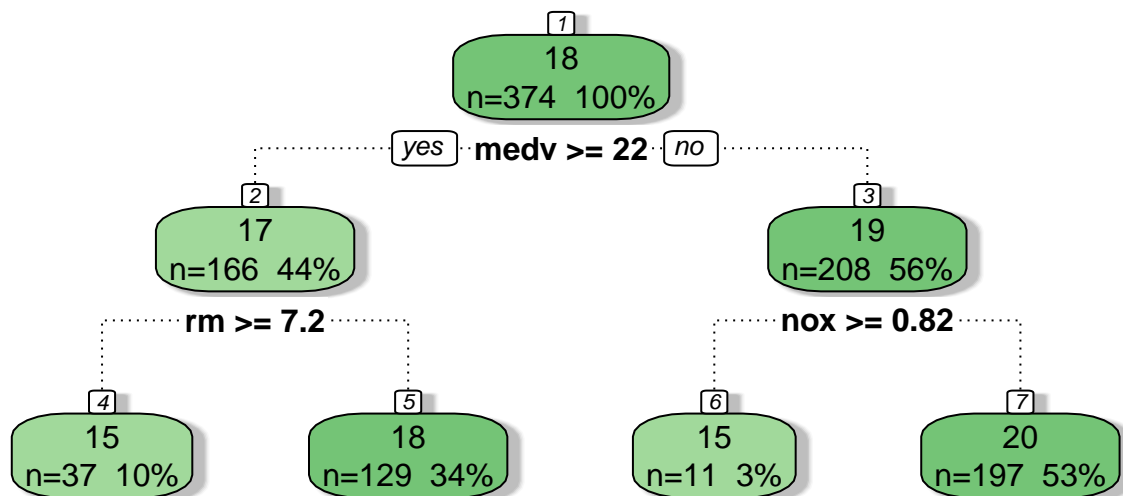 1
18
n=374 100%
yes medv >= 22 no
2
17
n=166 44%
3
19
n=208 56%
rm >= 7.2
nox >= 0.82
4
15
n=37 10%
5
18
n=129 34%
6
15
n=11 3%
7
20
n=197 53%